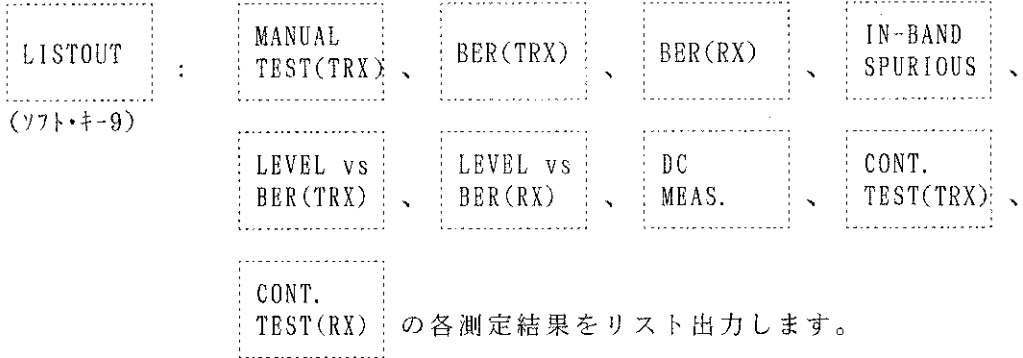 LISTOUT : MANUAL TEST(TRX) 、 BER(TRX) 、 BER(RX) 、 IN-BAND SPURIOUS 、
(ソフト・キー9)
LEVEL vs BER(TRX) 、 LEVEL vs BER(RX) 、 DC MEAS. 、 CONT. TEST(TRX) 、
CONT. TEST(RX) の各測定結果をリスト出力します。